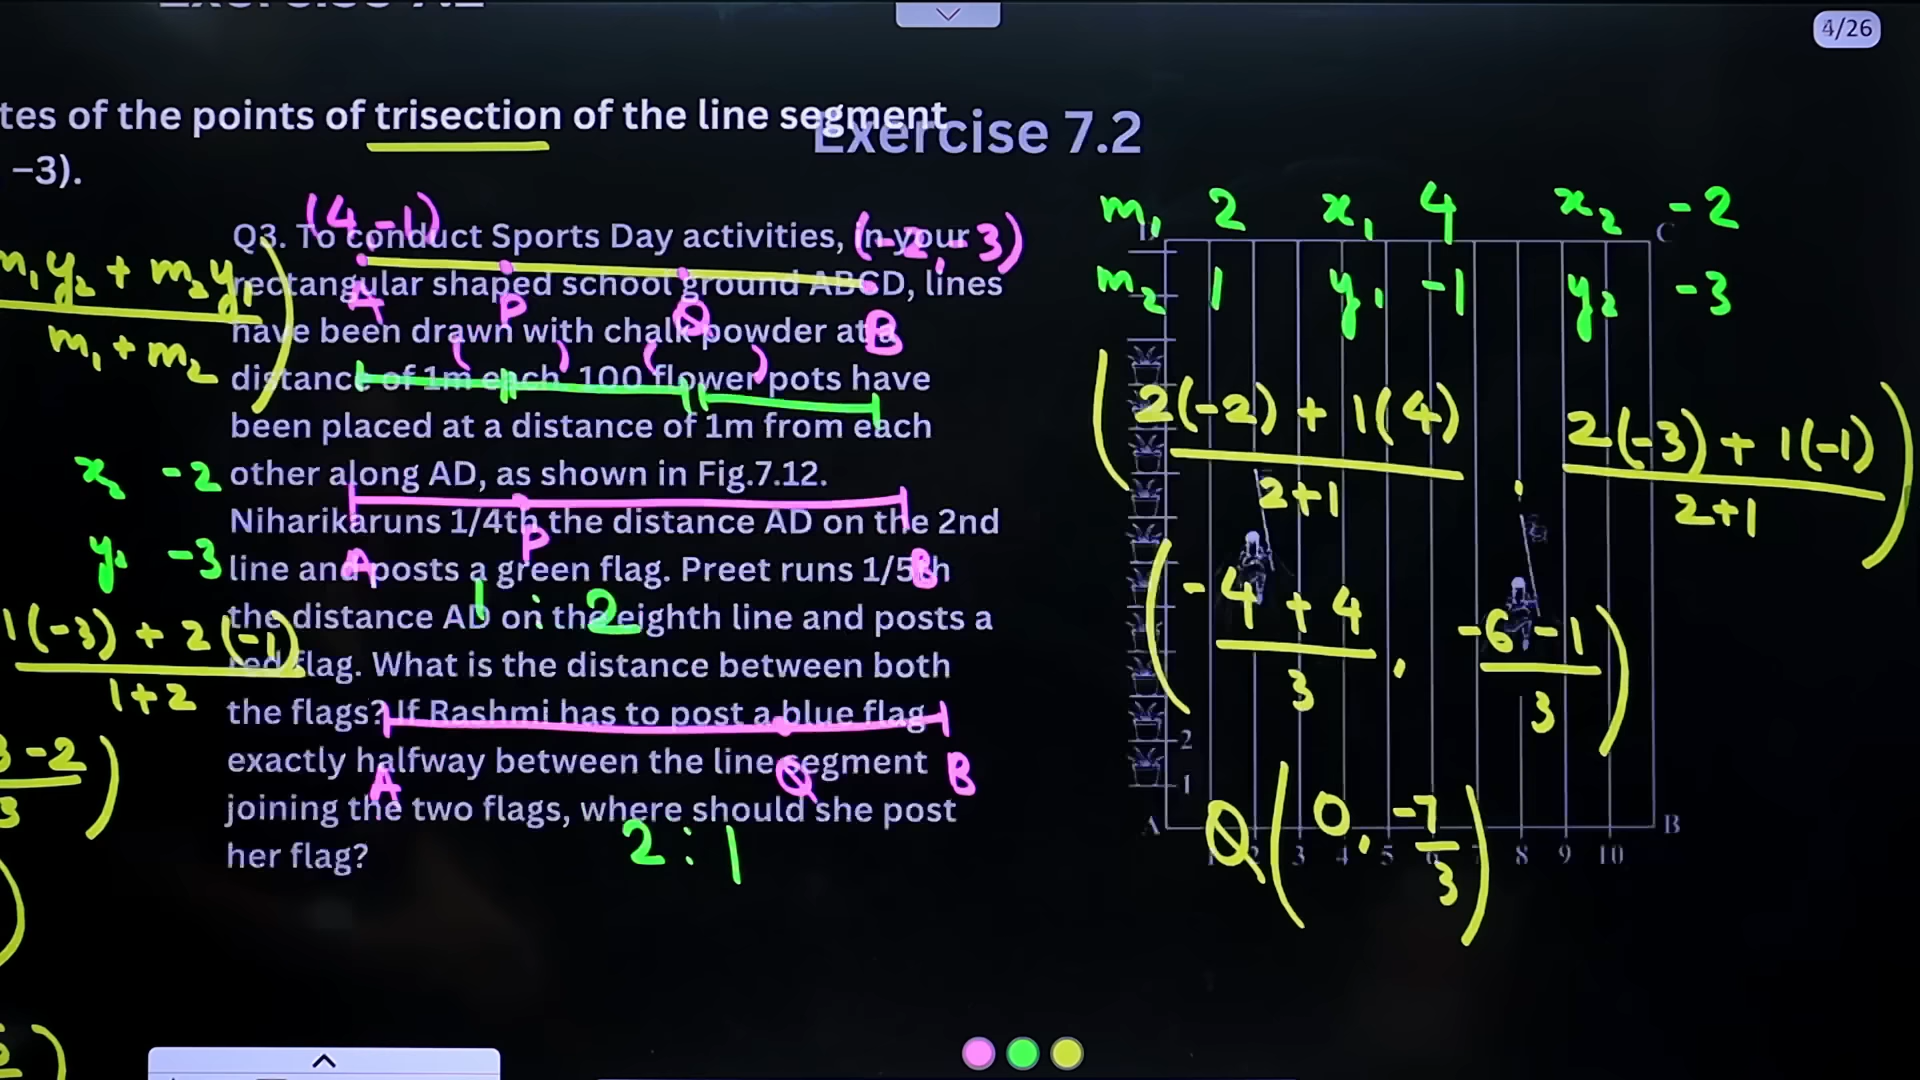 4/26
tes of the points of trisection of the line segment
-3).
Exercise 7.2
(4,-1)
(-2,-3)
Q3. To conduct Sports Day activities, in your
rectangular shaped school ground ABCD, lines
have been drawn with chalk powder at a
distance of 1m each. 100 flower pots have
been placed at a distance of 1m from each
other along AD, as shown in Fig.7.12.
Niharikaruns 1/4th the distance AD on the 2nd
line and posts a green flag. Preet runs 1/5th
the distance AD on the eighth line and posts a
red flag. What is the distance between both
the flags? If Rashmi has to post a blue flag
exactly halfway between the line segment
joining the two flags, where should she post
her flag?
A P Q B
A P B
1 : 2
A Q B
2 : 1
m₁y₂ + m₂y₁
m₁ + m₂
x₂ -2
y₂ -3
1(-3) + 2(-1)
1+2
3-2
3
m₁ 2 x₁ 4 x₂ -2
m₂ 1 y₁ -1 y₂ -3
(2(-2) + 1(4) , 2(-3) + 1(-1))
2+1 2+1
(-4 + 4 , -6 -1)
3 3
Q(0, -7
3)
C
2
1
A B
1 2 3 4 5 6 7 8 9 10